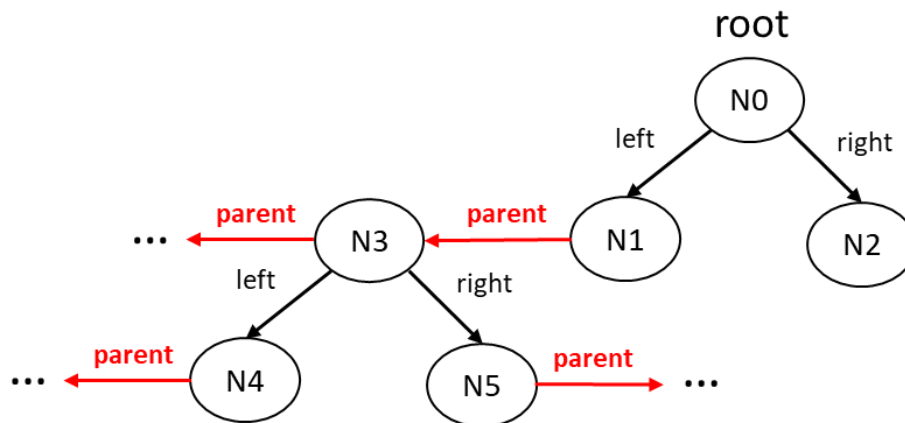 root
N0
left
right
parent
parent
...
N3
N1
N2
left
right
parent
parent
...
N4
N5
...